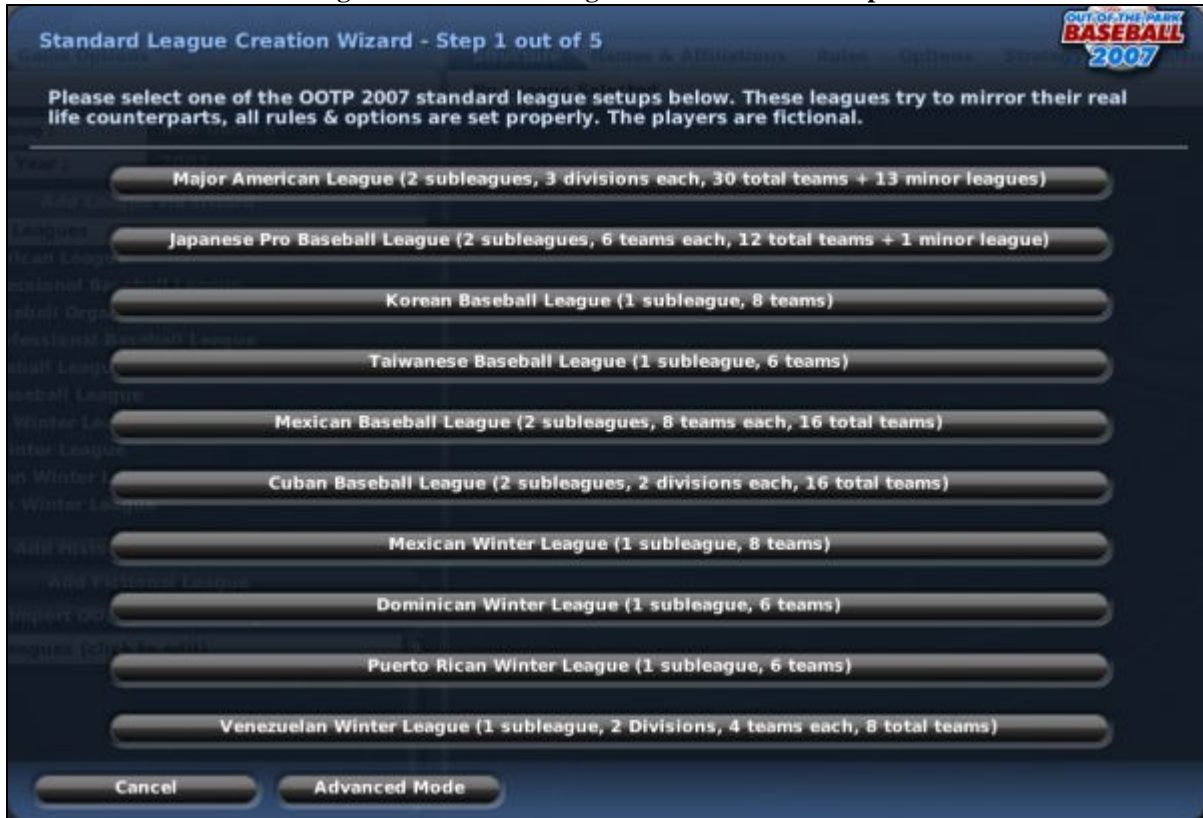 Standard League Creation Wizard - Step 1 out of 5
OUT OF THE PARK
BASEBALL
2007
Please select one of the OOTP 2007 standard league setups below. These leagues try to mirror their real
life counterparts, all rules & options are set properly. The players are fictional.
Major American League (2 subleagues, 3 divisions each, 30 total teams + 13 minor leagues)
Japanese Pro Baseball League (2 subleagues, 6 teams each, 12 total teams + 1 minor league)
Korean Baseball League (1 subleague, 8 teams)
Taiwanese Baseball League (1 subleague, 6 teams)
Mexican Baseball League (2 subleagues, 8 teams each, 16 total teams)
Cuban Baseball League (2 subleagues, 2 divisions each, 16 total teams)
Mexican Winter League (1 subleague, 8 teams)
Dominican Winter League (1 subleague, 6 teams)
Puerto Rican Winter League (1 subleague, 6 teams)
Venezuelan Winter League (1 subleague, 2 Divisions, 4 teams each, 8 total teams)
Cancel
Advanced Mode